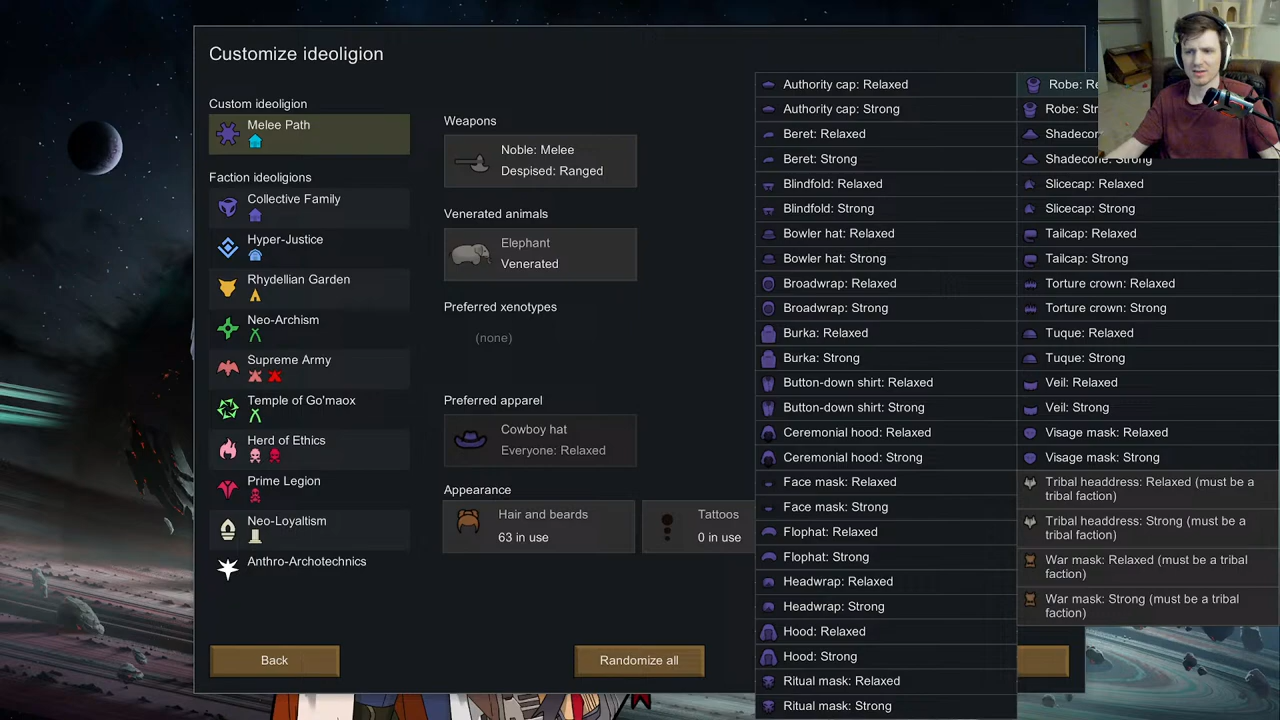 Customize ideoligion
Custom ideoligion
Melee Path
Faction ideoligions
Collective Family
Hyper-Justice
Rhydellian Garden
Neo-Archism
Supreme Army
Temple of Go'maox
Herd of Ethics
Prime Legion
Neo-Loyaltism
Anthro-Archotechnics
Weapons
Noble: Melee
Despised: Ranged
Venerated animals
Elephant
Venerated
Preferred xenotypes
(none)
Preferred apparel
Cowboy hat
Everyone: Relaxed
Appearance
Hair and beards
63 in use
Tattoos
0 in use
Back
Randomize all
Authority cap: Relaxed
Authority cap: Strong
Beret: Relaxed
Beret: Strong
Blindfold: Relaxed
Blindfold: Strong
Bowler hat: Relaxed
Bowler hat: Strong
Broadwrap: Relaxed
Broadwrap: Strong
Burka: Relaxed
Burka: Strong
Button-down shirt: Relaxed
Button-down shirt: Strong
Ceremonial hood: Relaxed
Ceremonial hood: Strong
Face mask: Relaxed
Face mask: Strong
Flophat: Relaxed
Flophat: Strong
Headwrap: Relaxed
Headwrap: Strong
Hood: Relaxed
Hood: Strong
Ritual mask: Relaxed
Ritual mask: Strong
Robe: Re
Robe: Str
Shadecone
Shadecone: Strong
Slicecap: Relaxed
Slicecap: Strong
Tailcap: Relaxed
Tailcap: Strong
Torture crown: Relaxed
Torture crown: Strong
Tuque: Relaxed
Tuque: Strong
Veil: Relaxed
Veil: Strong
Visage mask: Relaxed
Visage mask: Strong
Tribal headdress: Relaxed (must be a
tribal faction)
Tribal headdress: Strong (must be a
tribal faction)
War mask: Relaxed (must be a tribal
faction)
War mask: Strong (must be a tribal
faction)